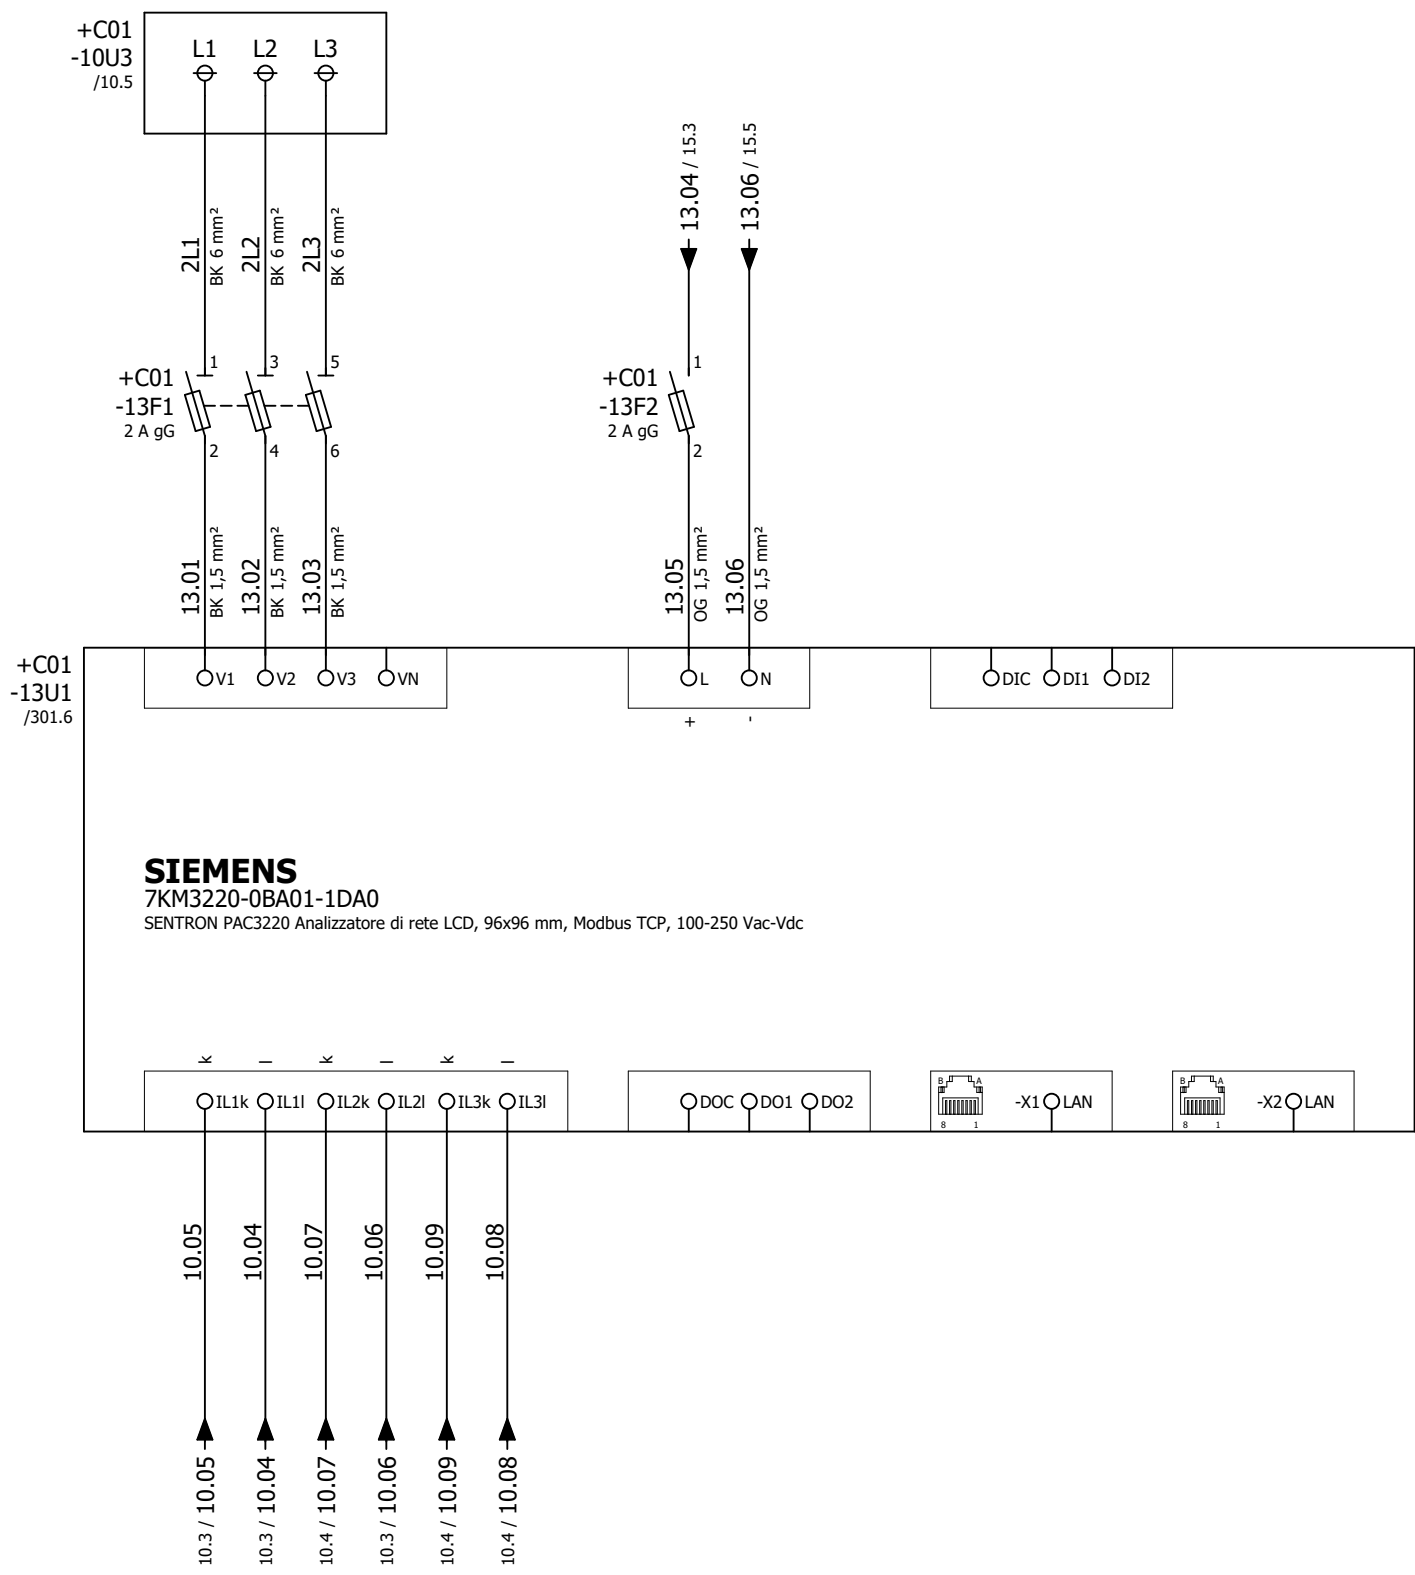 +C01
-10U3
/10.5
L1 L2 L3
13.04 / 15.3
13.06 / 15.5
2L1
BK 6 mm²
2L2
BK 6 mm²
2L3
BK 6 mm²
+C01
-13F1
2 A gG
1 3 5
2 4 6
+C01
-13F2
2 A gG
1
2
13.01
BK 1,5 mm²
13.02
BK 1,5 mm²
13.03
BK 1,5 mm²
13.05
OG 1,5 mm²
13.06
OG 1,5 mm²
+C01
-13U1
/301.6
V1 V2 V3 VN
L N
+ -
DIC DI1 DI2
SIEMENS
7KM3220-0BA01-1DA0
SENTRON PAC3220 Analizzatore di rete LCD, 96x96 mm, Modbus TCP, 100-250 Vac-Vdc
k l k l k l
IL1k IL1l IL2k IL2l IL3k IL3l
DOC DO1 DO2
B A
8 1
-X1 LAN
B A
8 1
-X2 LAN
10.05
10.04
10.07
10.06
10.09
10.08
10.3 / 10.05
10.3 / 10.04
10.4 / 10.07
10.3 / 10.06
10.4 / 10.09
10.4 / 10.08